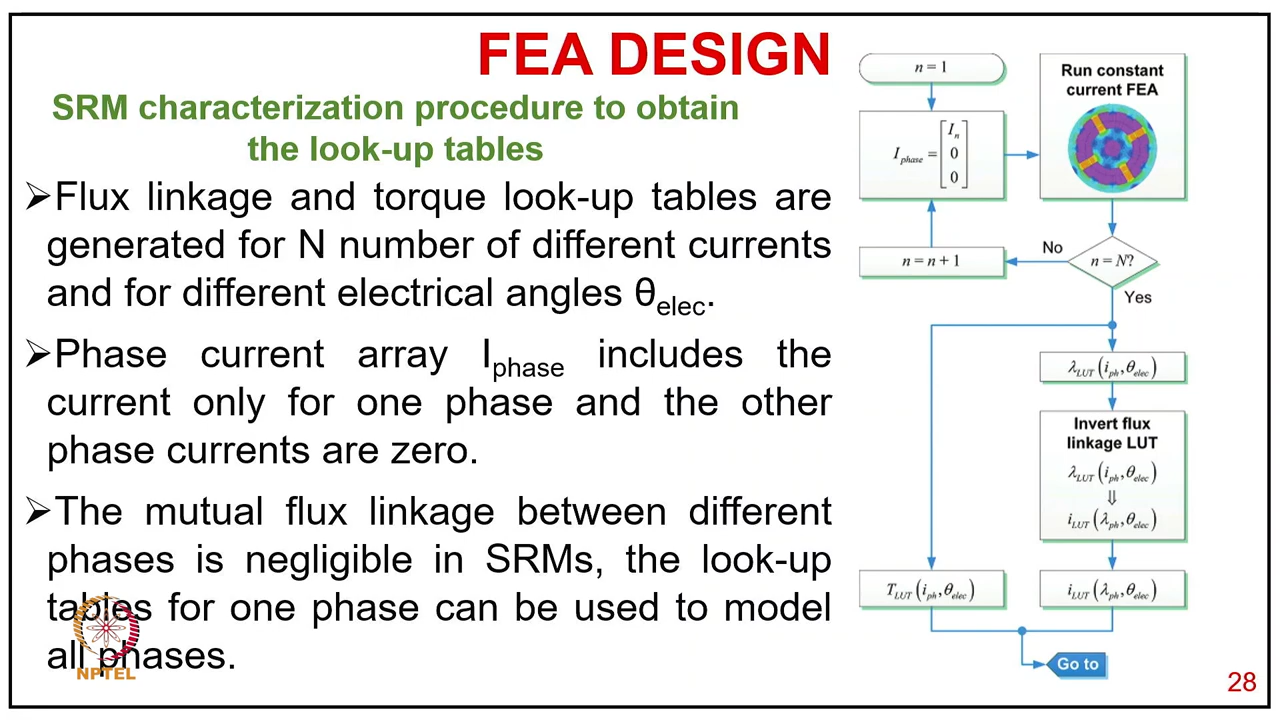 FEA DESIGN
SRM characterization procedure to obtain
the look-up tables
➢Flux linkage and torque look-up tables are
generated for N number of different currents
and for different electrical angles θelec.
➢Phase current array Iphase includes the
current only for one phase and the other
phase currents are zero.
➢The mutual flux linkage between different
phases is negligible in SRMs, the look-up
tables for one phase can be used to model
all phases.
NPTEL
n = 1
Iphase = [In 0 0]
Run constant
current FEA
n = N?
No
n = n + 1
Yes
λLUT(iph,θelec)
Invert flux
linkage LUT
λLUT(iph,θelec)
⇓
iLUT(λph,θelec)
TLUT(iph,θelec)
iLUT(λph,θelec)
Go to
28